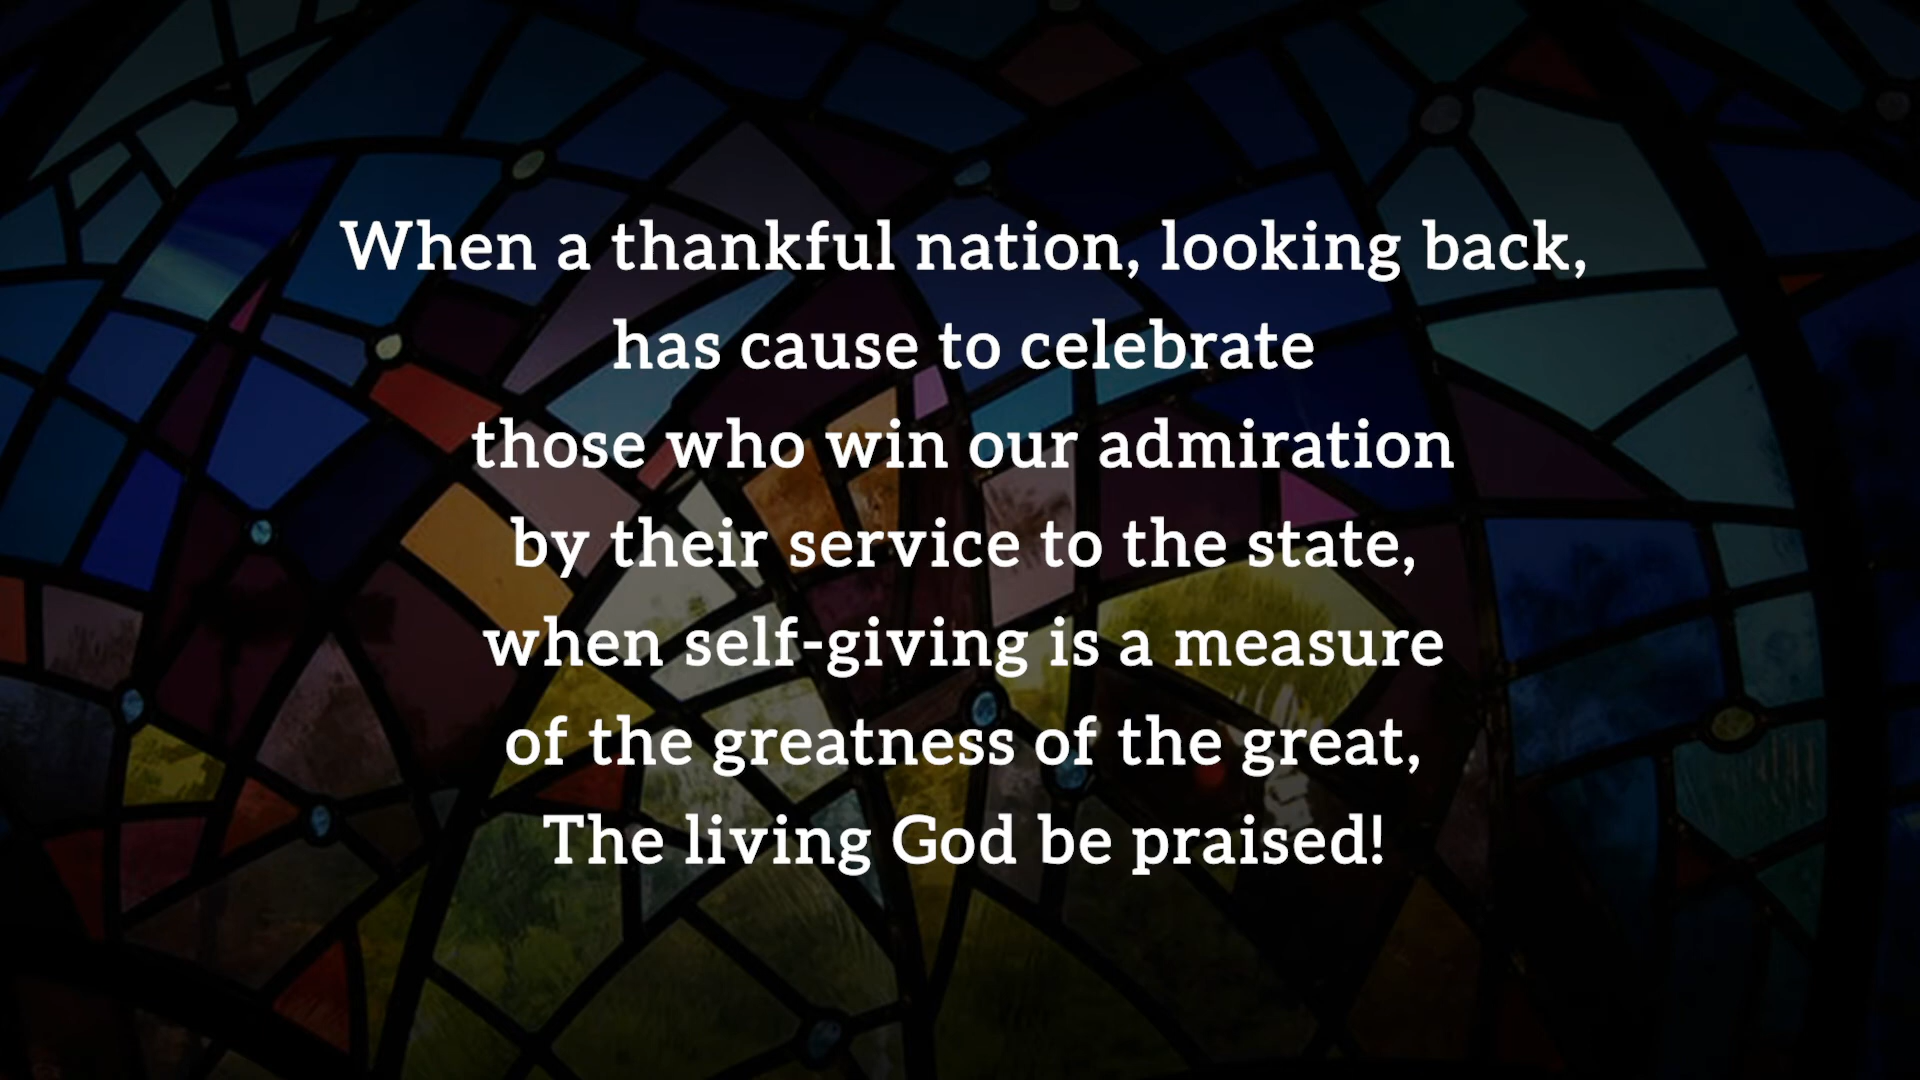 When a thankful nation, looking back,
has cause to celebrate
those who win our admiration
by their service to the state,
when self-giving is a measure
of the greatness of the great,
The living God be praised!